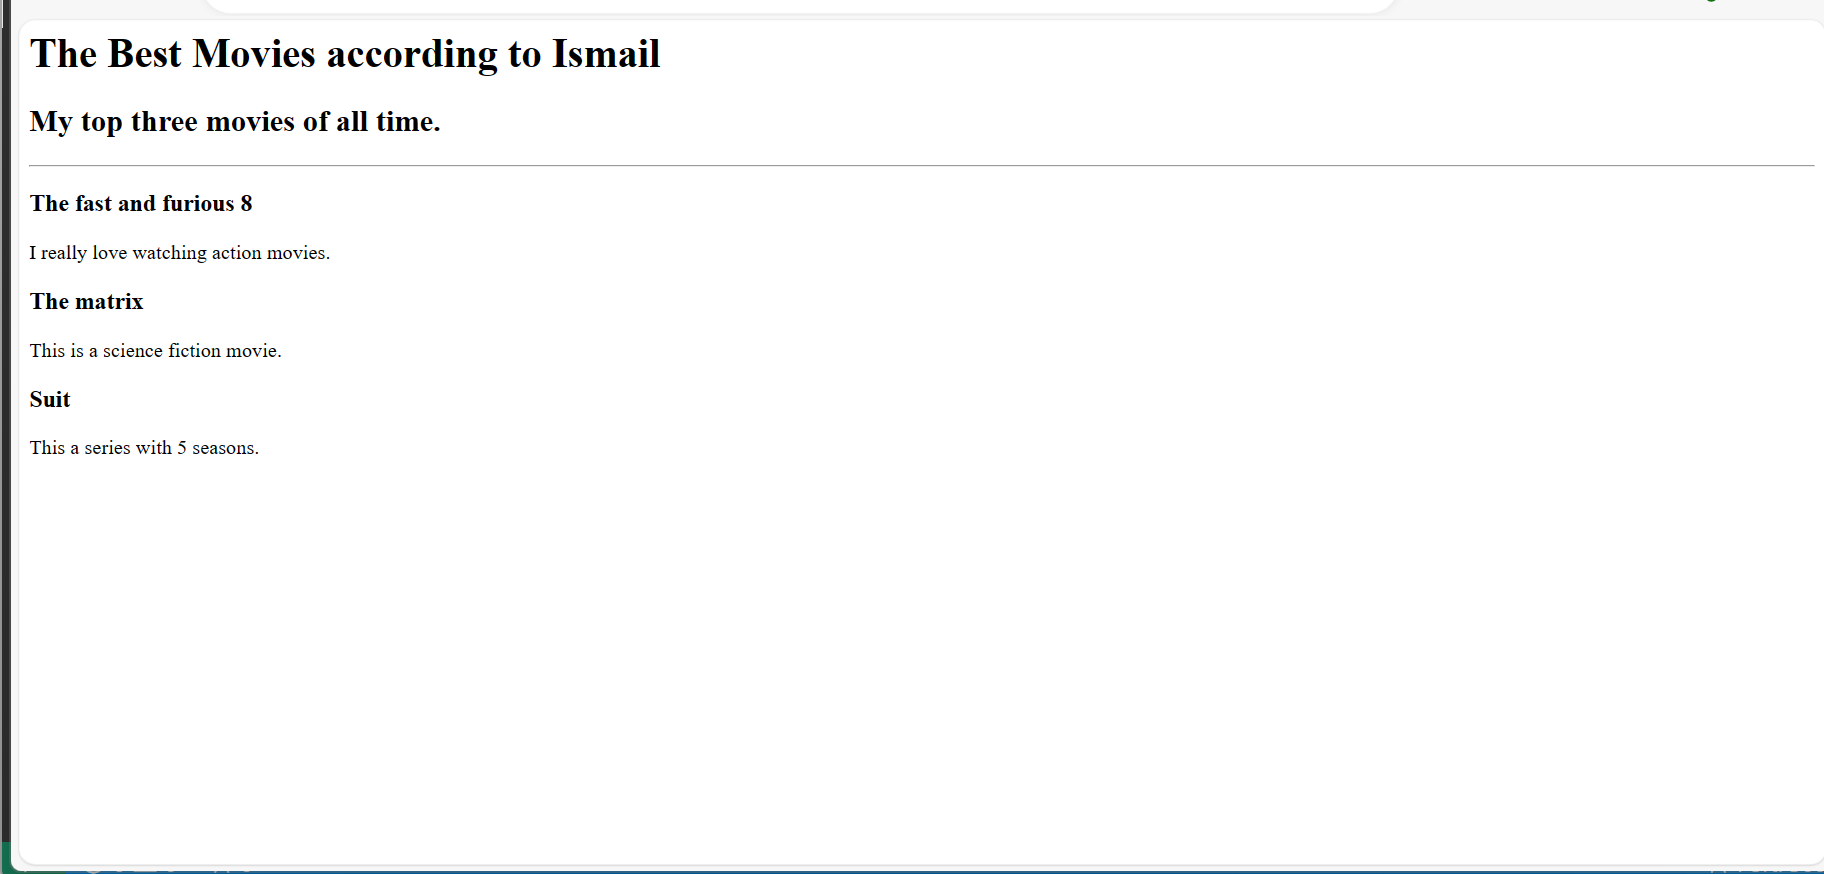 The Best Movies according to Ismail
My top three movies of all time.
The fast and furious 8
I really love watching action movies.
The matrix
This is a science fiction movie.
Suit
This a series with 5 seasons.